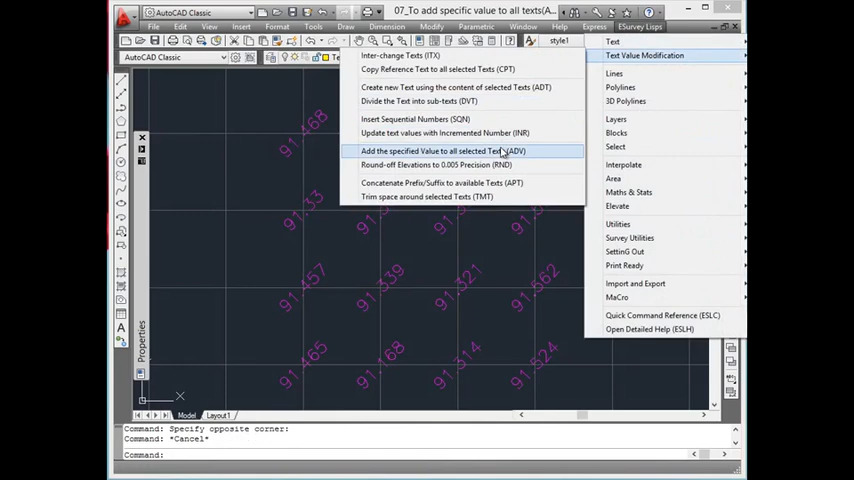 AutoCAD Classic
07_To add specific value to all texts(A...
File
Edit
View
Insert
Format
Tools
Draw
Dimension
Modify
Parametric
Window
Express
ESurvey Lisps
style1
AutoCAD Classic
Text
Text Value Modification
Lines
Polylines
3D Polylines
Layers
Blocks
Select
Interpolate
Area
Maths & Stats
Elevate
Utilities
Survey Utilities
SettinG Out
Print Ready
Import and Export
MaCro
Quick Command Reference (ESLC)
Open Detailed Help (ESLH)
Inter-change Texts (ITX)
Copy Reference Text to all selected Texts (CPT)
Create new Text using the content of selected Texts (ADT)
Divide the Text into sub-texts (DVT)
Insert Sequential Numbers (SQN)
Update text values with Incremented Number (INR)
Add the specified Value to all selected Texts (ADV)
Round-off Elevations to 0.005 Precision (RND)
Concatenate Prefix/Suffix to available Texts (APT)
Trim space around selected Texts (TMT)
91.468
91.33
91.457
91.339
91.321
91.562
91.465
91.168
91.314
91.524
Properties
X
Model
Layout1
Command: Specify opposite corner:
Command: *Cancel*
Command: